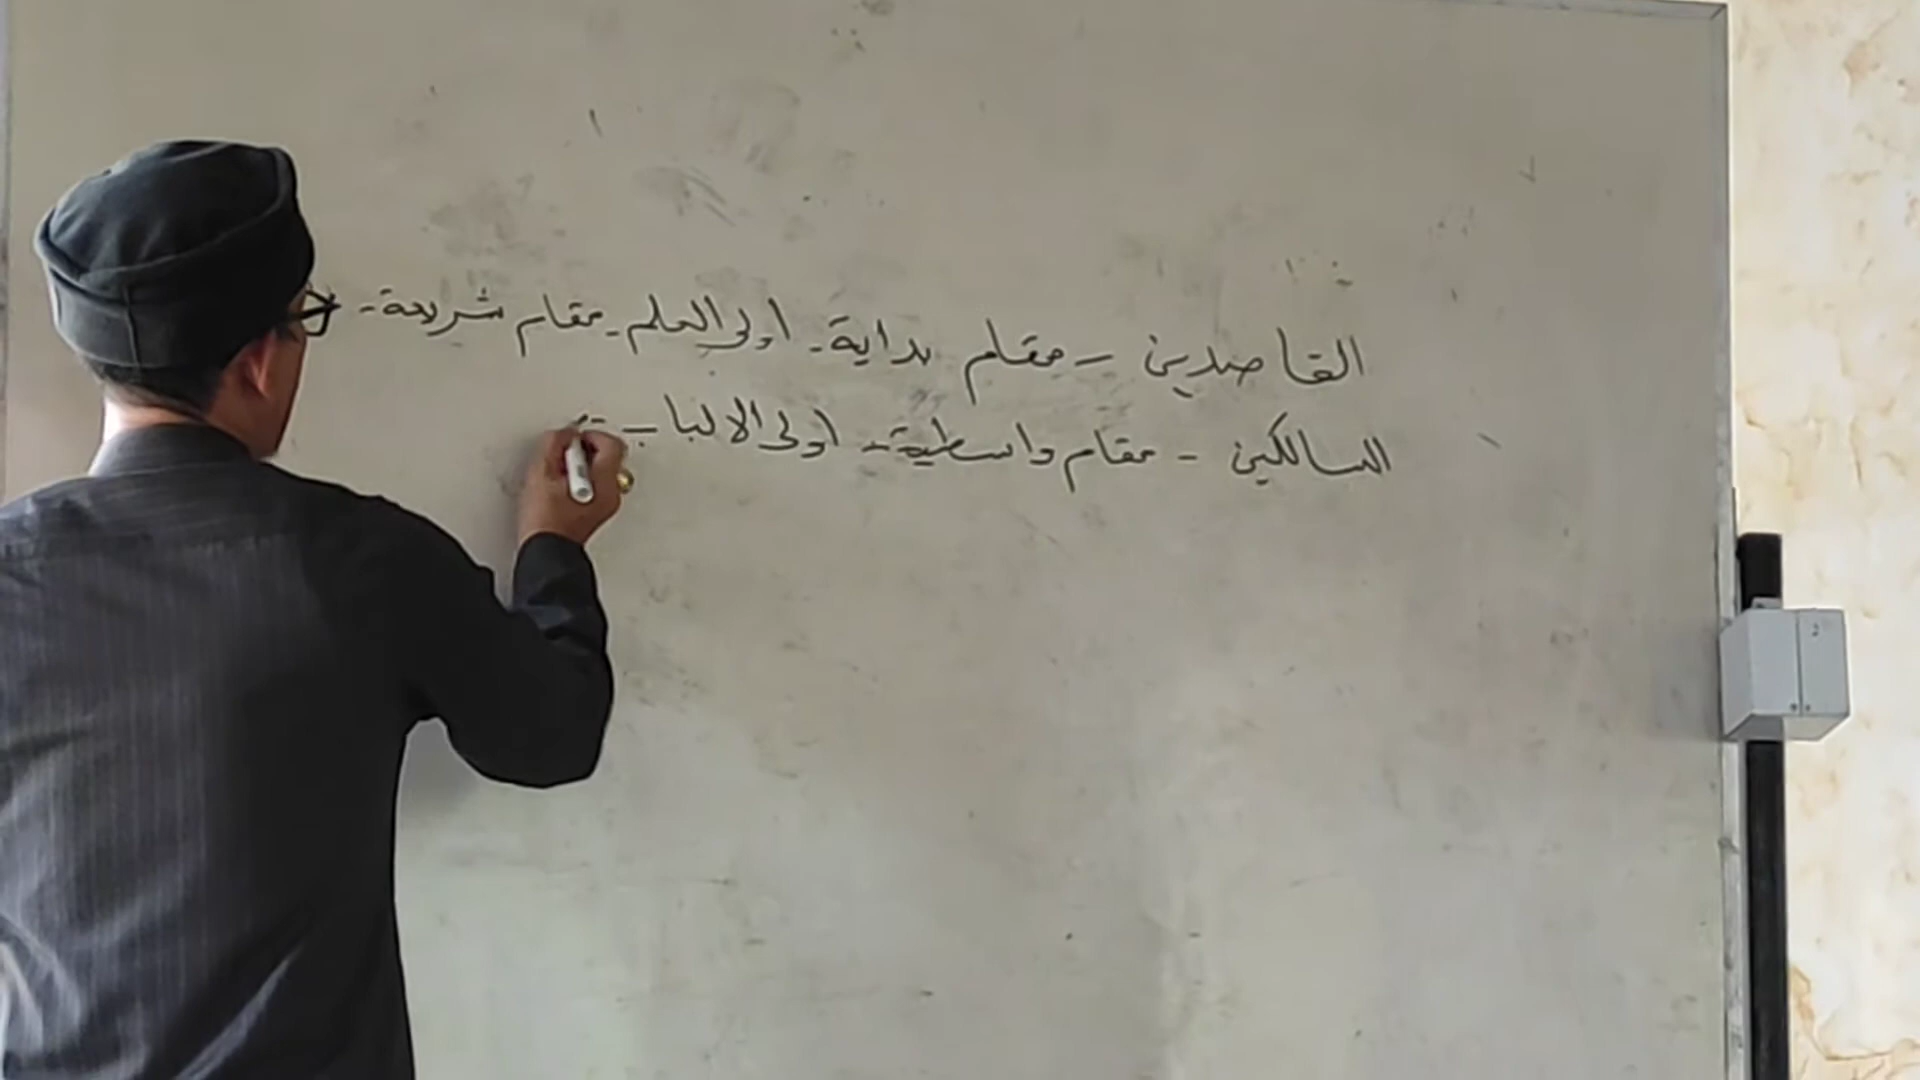 القاصدين - مقام بداية - اولى العلم - مقام شريعة -
السالكين - مقام واسطية - اولى الالباب -